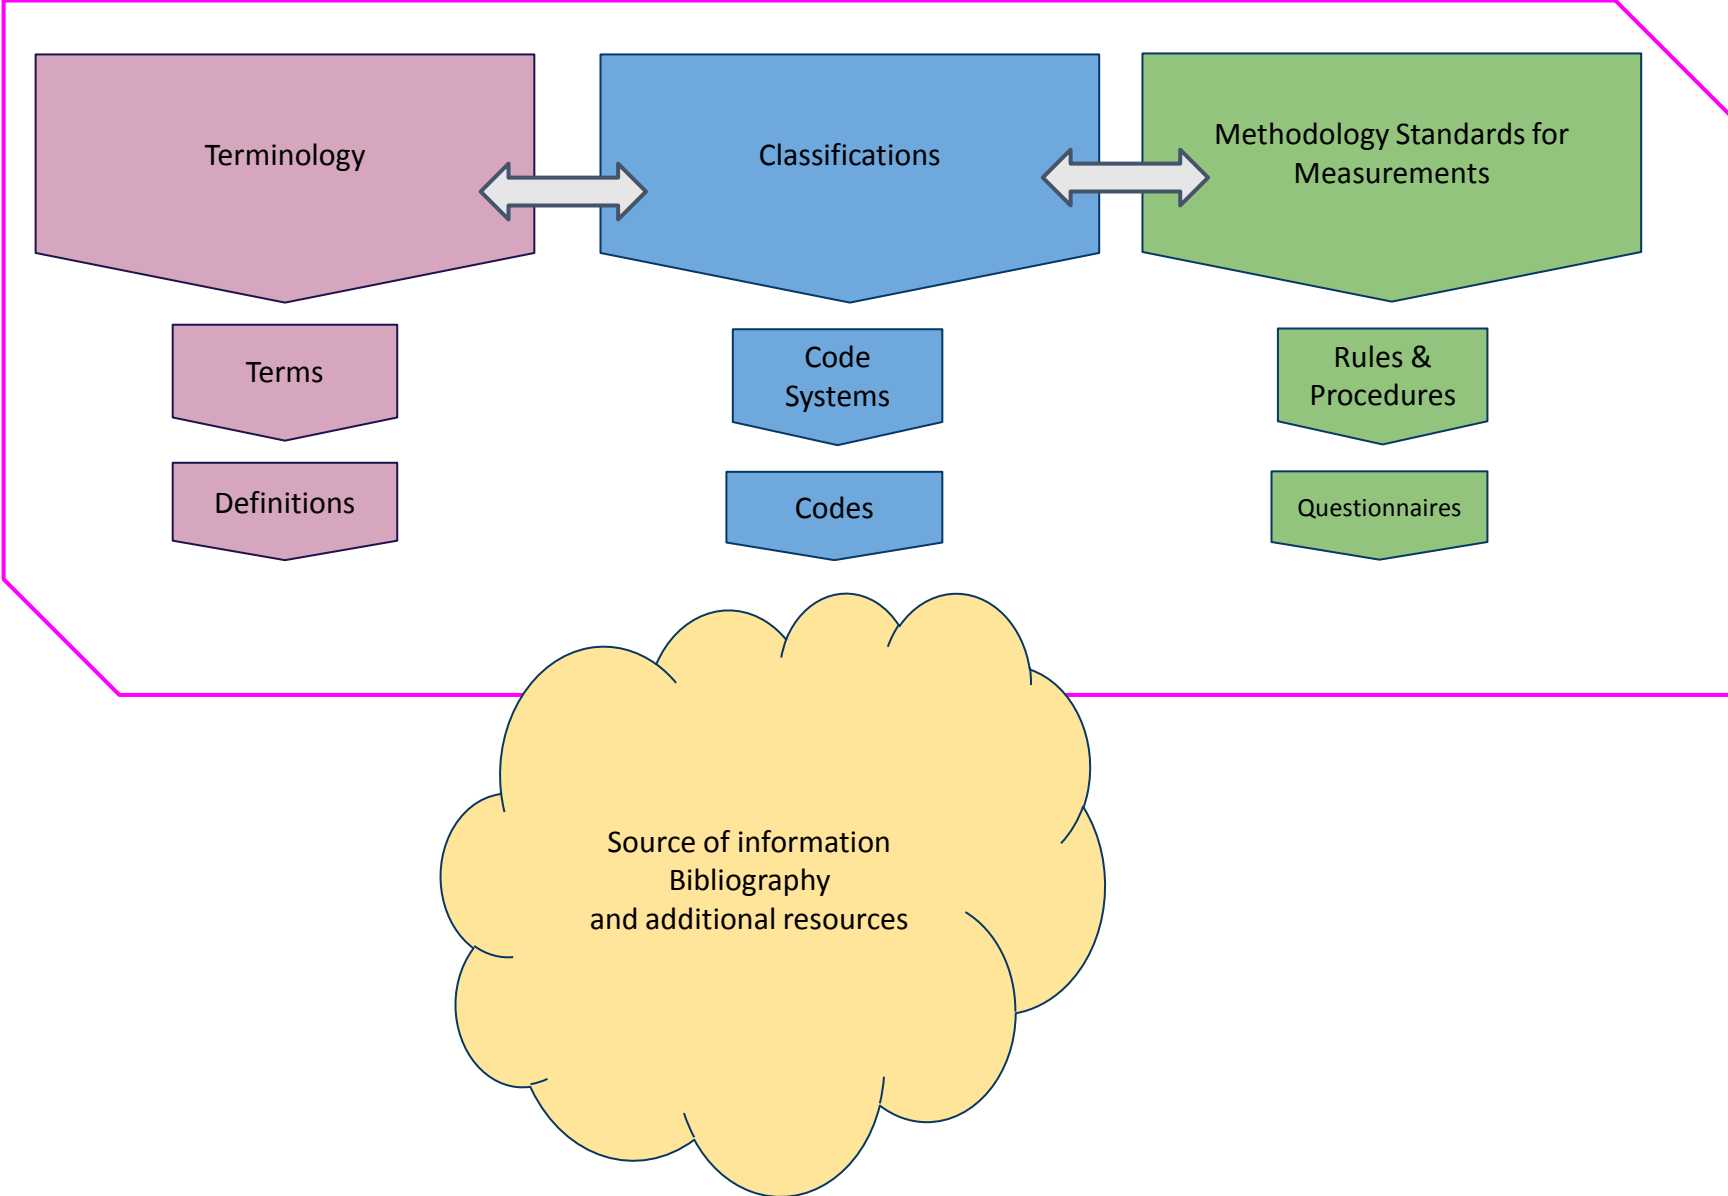 Terminology
Classifications
Methodology Standards for
Measurements
Terms
Code
Systems
Rules &
Procedures
Definitions
Codes
Questionnaires
Source of information
Bibliography
and additional resources